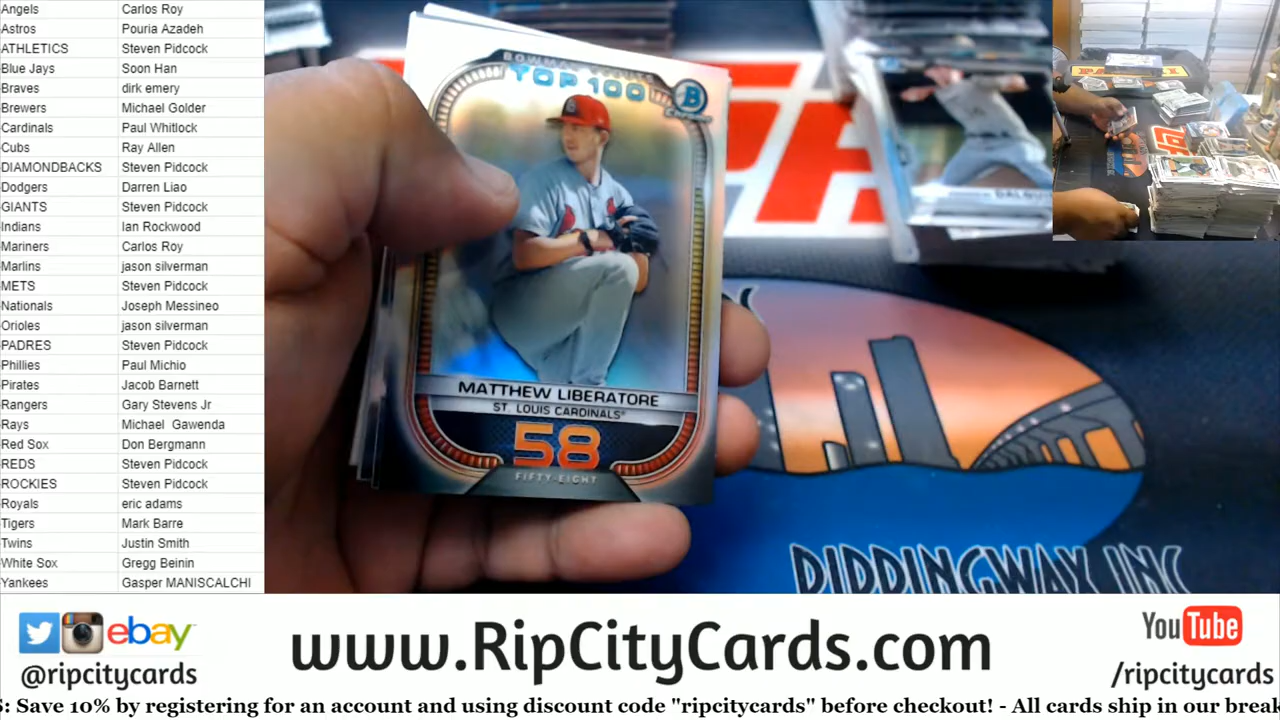 Angels Carlos Roy
Astros Pouria Azadeh
ATHLETICS Steven Pidcock
Blue Jays Soon Han
Braves dirk emery
Brewers Michael Golder
Cardinals Paul Whitlock
Cubs Ray Allen
DIAMONDBACKS Steven Pidcock
Dodgers Darren Liao
GIANTS Steven Pidcock
Indians Ian Rockwood
Mariners Carlos Roy
Marlins jason silverman
METS Steven Pidcock
Nationals Joseph Messineo
Orioles jason silverman
PADRES Steven Pidcock
Phillies Paul Michio
Pirates Jacob Barnett
Rangers Gary Stevens Jr
Rays Michael Gawenda
Red Sox Don Bergmann
REDS Steven Pidcock
ROCKIES Steven Pidcock
Royals eric adams
Tigers Mark Barre
Twins Justin Smith
White Sox Gregg Beinin
Yankees Gasper MANISCALCHI
TOP 100
B
MATTHEW LIBERATORE
ST. LOUIS CARDINALS
58
FIFTY-EIGHT
RIPPINGWAX INC
ebay
@ripcitycards
www.RipCityCards.com
YouTube
/ripcitycards
: Save 10% by registering for an account and using discount code "ripcitycards" before checkout! - All cards ship in our break